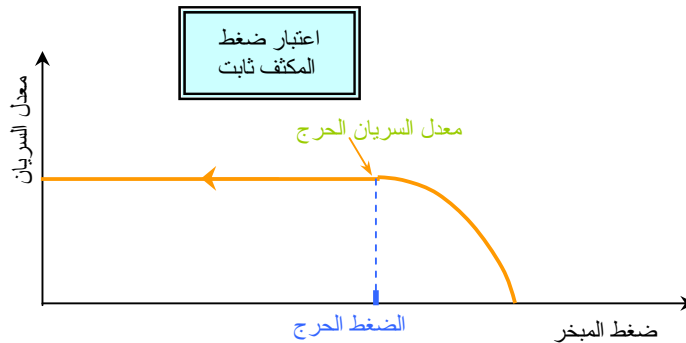 اعتبار ضغط
المكثف ثابت
معدل السريان
معدل السريان الحرج
الضغط الحرج
ضغط المبخر